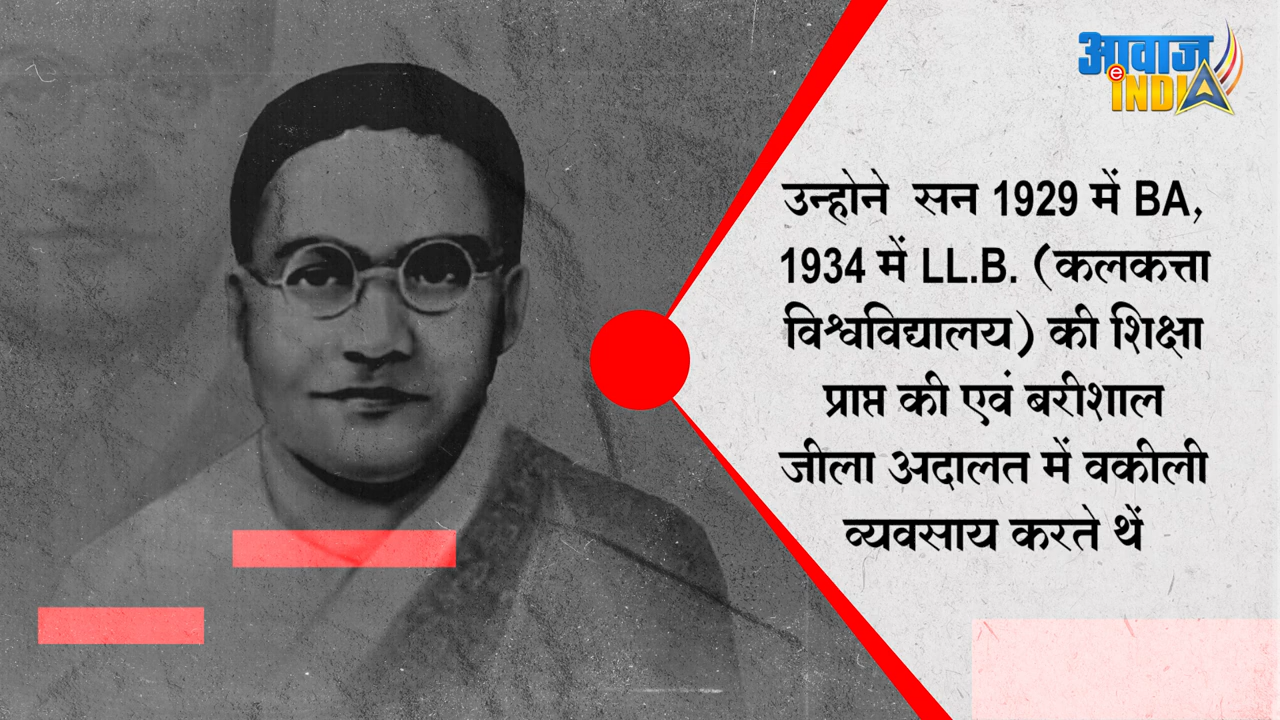 आवाज
e INDIA
उन्होने सन 1929 में BA,
1934 में LL.B. (कलकत्ता
विश्वविद्यालय) की शिक्षा
प्राप्त की एवं बरीशाल
जीला अदालत में वकीली
व्यवसाय करते थें